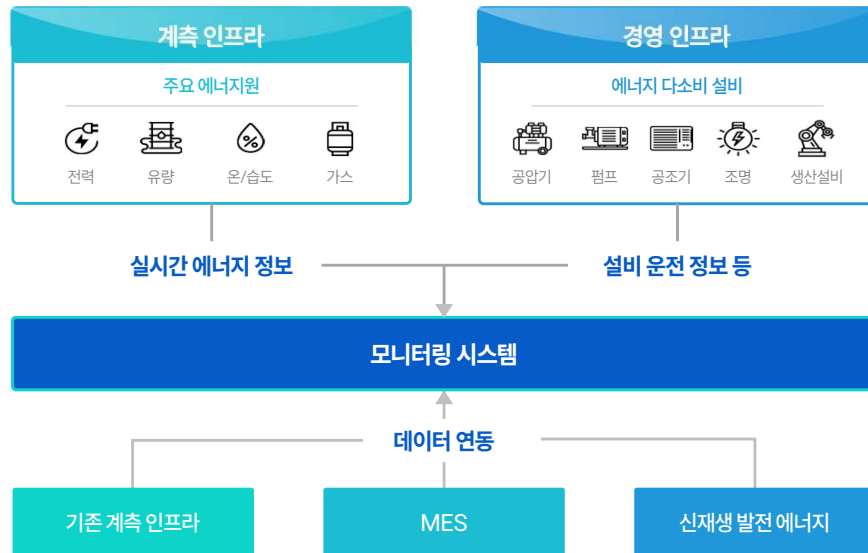 계측 인프라
주요 에너지원
전력 유량 온/습도 가스
경영 인프라
에너지 다소비 설비
공압기 펌프 공조기 조명 생산설비
실시간 에너지 정보
설비 운전 정보 등
모니터링 시스템
데이터 연동
기존 계측 인프라
MES
신재생 발전 에너지